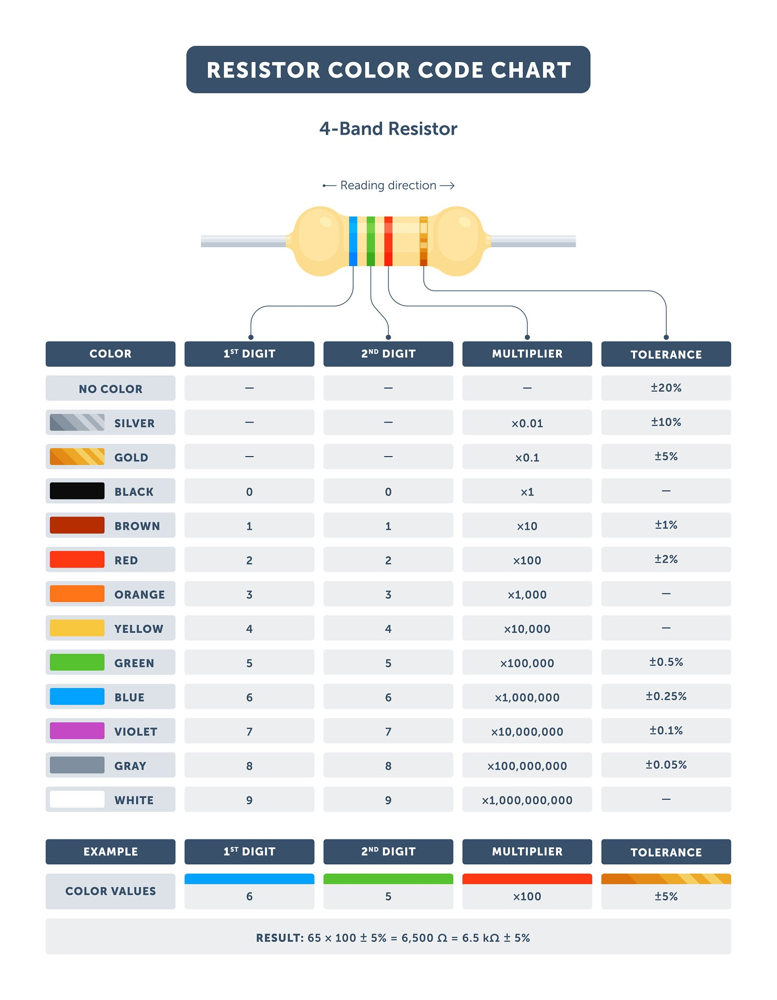 RESISTOR COLOR CODE CHART
4-Band Resistor
Reading direction
COLOR 1ST DIGIT 2ND DIGIT MULTIPLIER TOLERANCE
NO COLOR — — — ±20%
SILVER — — ×0.01 ±10%
GOLD — — ×0.1 ±5%
BLACK 0 0 ×1 —
BROWN 1 1 ×10 ±1%
RED 2 2 ×100 ±2%
ORANGE 3 3 ×1,000 —
YELLOW 4 4 ×10,000 —
GREEN 5 5 ×100,000 ±0.5%
BLUE 6 6 ×1,000,000 ±0.25%
VIOLET 7 7 ×10,000,000 ±0.1%
GRAY 8 8 ×100,000,000 ±0.05%
WHITE 9 9 ×1,000,000,000 —
EXAMPLE 1ST DIGIT 2ND DIGIT MULTIPLIER TOLERANCE
COLOR VALUES 6 5 ×100 ±5%
RESULT: 65 × 100 ± 5% = 6,500 Ω = 6.5 kΩ ± 5%